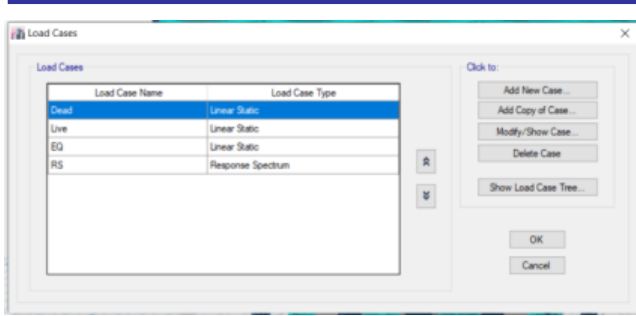 Load Cases
Load Cases
Click to:
Load Case Name Load Case Type
Dead Linear Static
Live Linear Static
EQ Linear Static
RS Response Spectrum
Add New Case...
Add Copy of Case...
Modify/Show Case...
Delete Case
Show Load Case Tree...
OK
Cancel